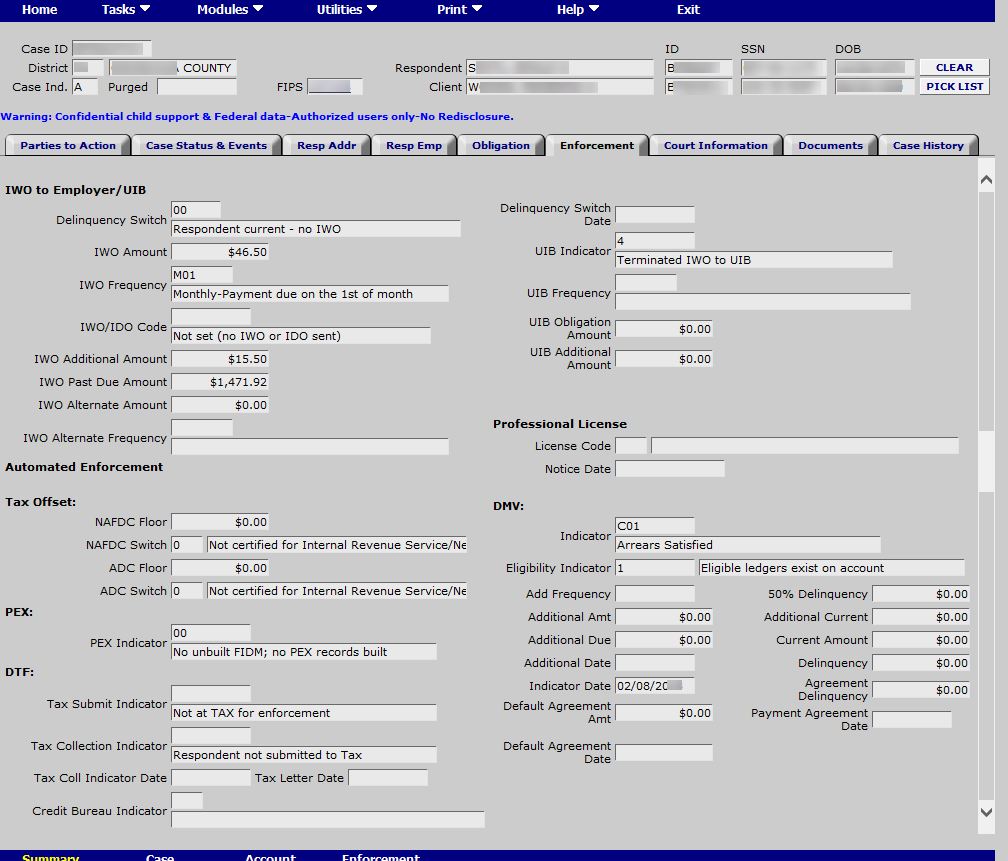 Home Tasks Modules Utilities Print Help Exit
Case ID ID SSN DOB
District COUNTY Respondent S B CLEAR
Case Ind. A Purged FIPS Client W E PICK LIST
Warning: Confidential child support & Federal data-Authorized users only-No Redisclosure.
Parties to Action Case Status & Events Resp Addr Resp Emp Obligation Enforcement Court Information Documents Case History
IWO to Employer/UIB
Delinquency Switch 00
Respondent current - no IWO
IWO Amount $46.50
IWO Frequency M01
Monthly-Payment due on the 1st of month
IWO/IDO Code
Not set (no IWO or IDO sent)
IWO Additional Amount $15.50
IWO Past Due Amount $1,471.92
IWO Alternate Amount $0.00
IWO Alternate Frequency
Delinquency Switch
Date
UIB Indicator 4
Terminated IWO to UIB
UIB Frequency
UIB Obligation
Amount $0.00
UIB Additional
Amount $0.00
Professional License
License Code
Notice Date
Automated Enforcement
Tax Offset:
NAFDC Floor $0.00
NAFDC Switch 0 Not certified for Internal Revenue Service/Ne
ADC Floor $0.00
ADC Switch 0 Not certified for Internal Revenue Service/Ne
PEX:
PEX Indicator 00
No unbuilt FIDM; no PEX records built
DTF:
Tax Submit Indicator
Not at TAX for enforcement
Tax Collection Indicator
Respondent not submitted to Tax
Tax Coll Indicator Date Tax Letter Date
Credit Bureau Indicator
DMV:
Indicator C01
Arrears Satisfied
Eligibility Indicator 1 Eligible ledgers exist on account
Add Frequency 50% Delinquency $0.00
Additional Amt $0.00 Additional Current $0.00
Additional Due $0.00 Current Amount $0.00
Additional Date Delinquency $0.00
Indicator Date 02/08/20 Agreement
Delinquency $0.00
Default Agreement
Amt $0.00 Payment Agreement
Date
Default Agreement
Date
Summary Case Account Enforcement